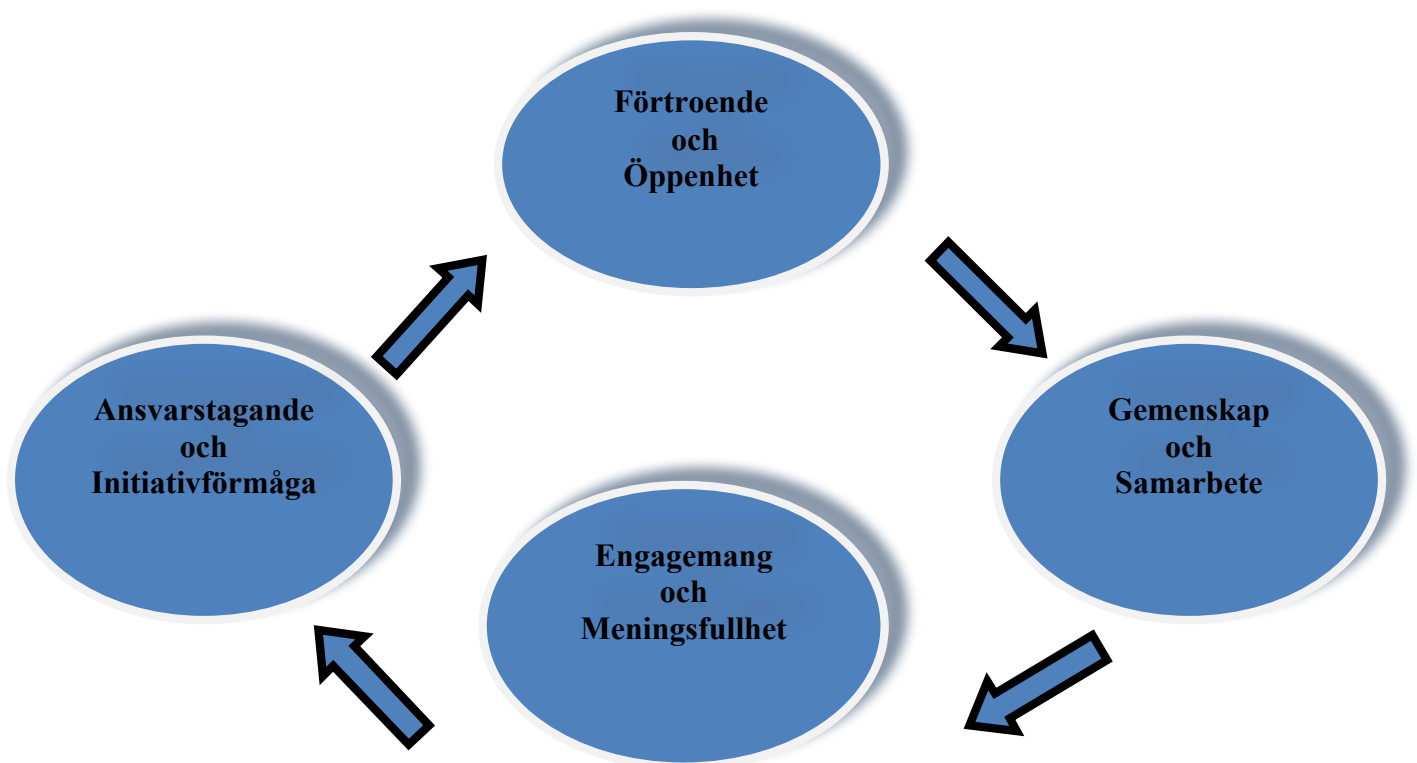 Förtroende
och
Öppenhet
Ansvarstagande
och
Initiativförmåga
Gemenskap
och
Samarbete
Engagemang
och
Meningsfullhet